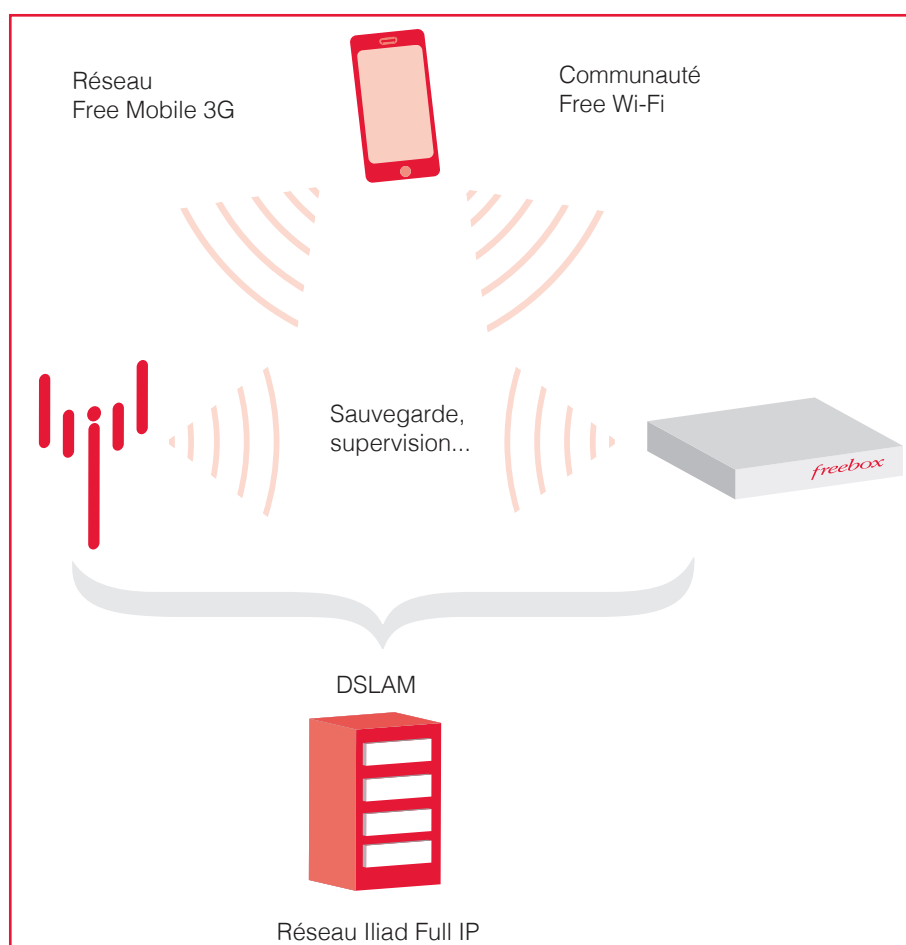 Réseau
Free Mobile 3G
Communauté
Free Wi-Fi
Sauvegarde,
supervision...
freebox
DSLAM
Réseau Iliad Full IP